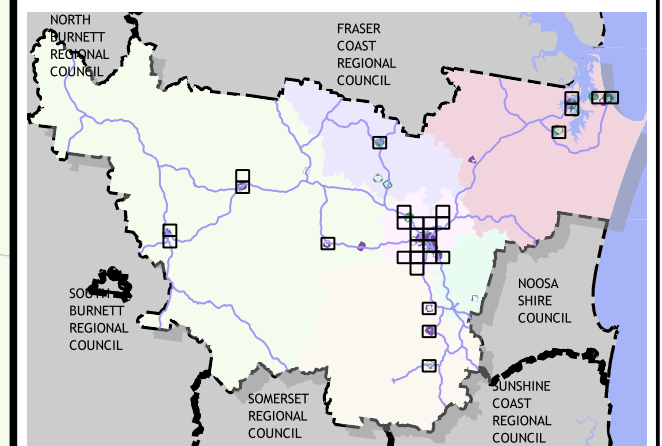 NORTH
BURNETT
REGIONAL
COUNCIL
FRASER
COAST
REGIONAL
COUNCIL
SOUTH
BURNETT
REGIONAL
COUNCIL
NOOSA
SHIRE
COUNCIL
SOMERSET
REGIONAL
COUNCIL
SUNSHINE
COAST
REGIONAL
COUNCIL